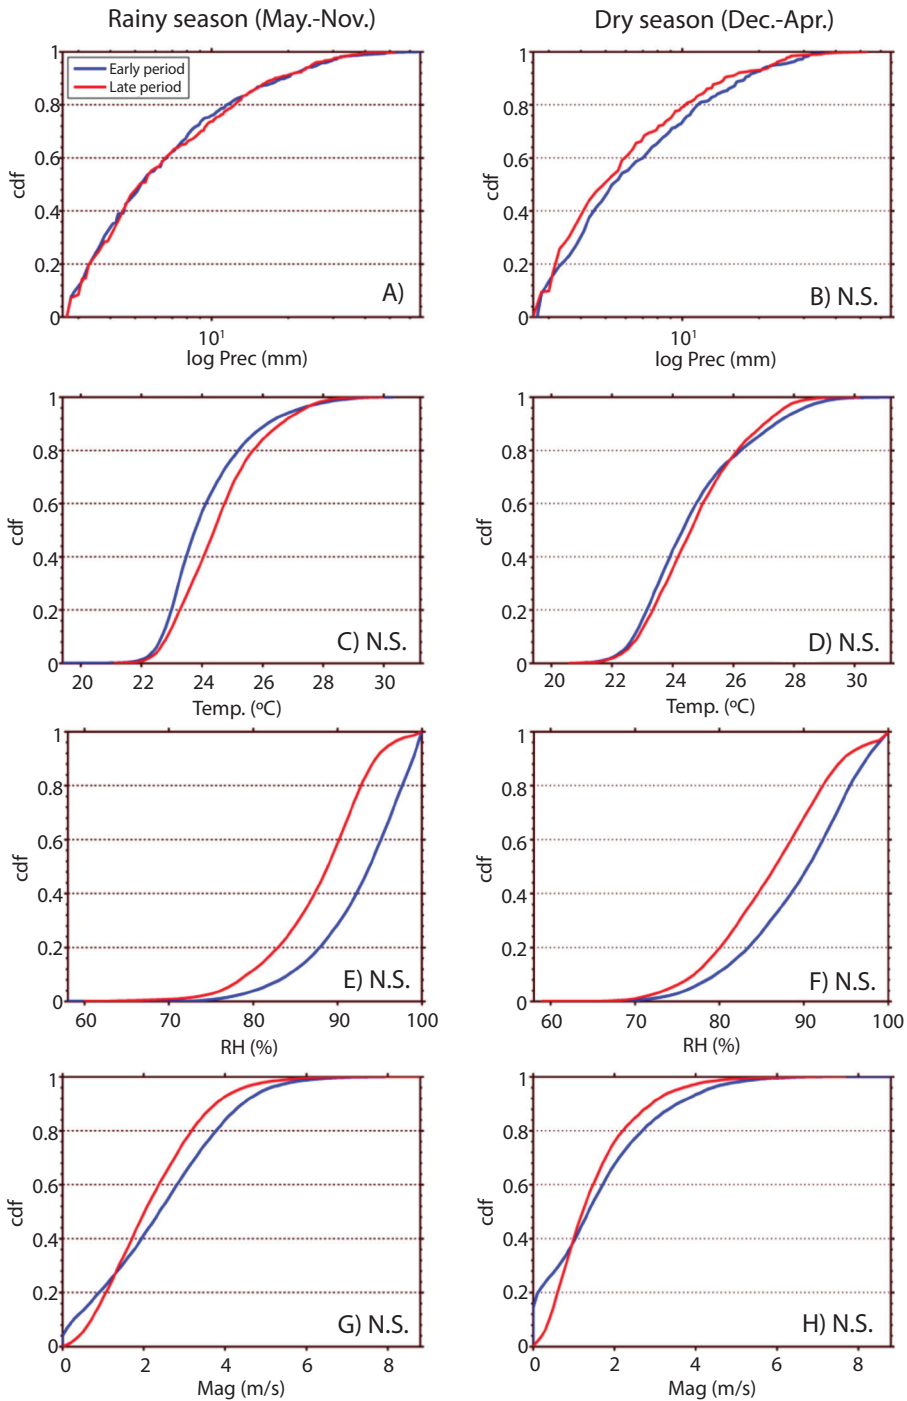 Rainy season (May.-Nov.)
Dry season (Dec.-Apr.)
1
0.8
0.6
0.4
0.2
0
cdf
Early period
Late period
A)
10¹
log Prec (mm)
1
0.8
0.6
0.4
0.2
0
cdf
B) N.S.
10¹
log Prec (mm)
1
0.8
0.6
0.4
0.2
0
cdf
C) N.S.
20 22 24 26 28 30
Temp. (ºC)
1
0.8
0.6
0.4
0.2
0
cdf
D) N.S.
20 22 24 26 28 30
Temp. (ºC)
1
0.8
0.6
0.4
0.2
0
cdf
E) N.S.
60 70 80 90 100
RH (%)
1
0.8
0.6
0.4
0.2
0
cdf
F) N.S.
60 70 80 90 100
RH (%)
1
0.8
0.6
0.4
0.2
0
cdf
G) N.S.
0 2 4 6 8
Mag (m/s)
1
0.8
0.6
0.4
0.2
0
cdf
H) N.S.
0 2 4 6 8
Mag (m/s)